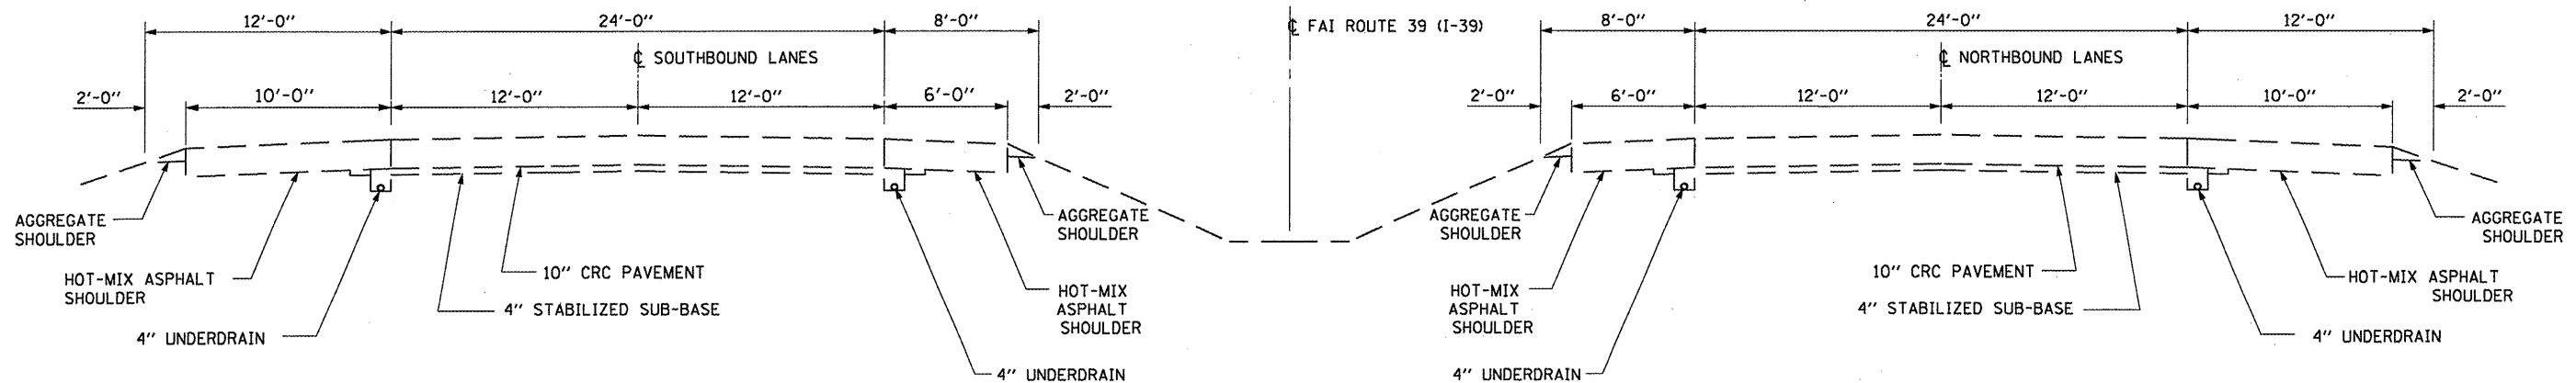 12'-0" 24'-0" 8'-0" ℄ FAI ROUTE 39 (I-39) 8'-0" 24'-0" 12'-0"
℄ SOUTHBOUND LANES ℄ NORTHBOUND LANES
2'-0" 10'-0" 12'-0" 12'-0" 6'-0" 2'-0" 2'-0" 6'-0" 12'-0" 12'-0" 10'-0" 2'-0"
AGGREGATE
SHOULDER
HOT-MIX ASPHALT
SHOULDER
4" UNDERDRAIN
10" CRC PAVEMENT
4" STABILIZED SUB-BASE
AGGREGATE
SHOULDER
HOT-MIX
ASPHALT
SHOULDER
4" UNDERDRAIN
AGGREGATE
SHOULDER
HOT-MIX
ASPHALT
SHOULDER
4" UNDERDRAIN
10" CRC PAVEMENT
4" STABILIZED SUB-BASE
AGGREGATE
SHOULDER
HOT-MIX ASPHALT
SHOULDER
4" UNDERDRAIN